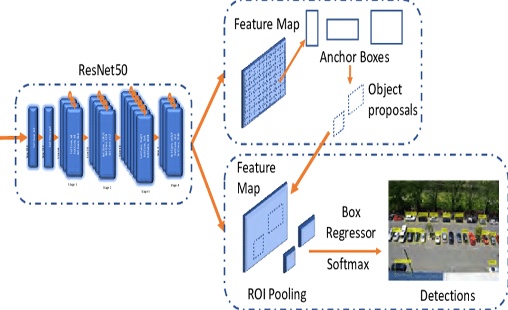 ResNet50
Feature Map
Anchor Boxes
Object
proposals
Feature
Map
Box
Regressor
Softmax
ROI Pooling
Detections